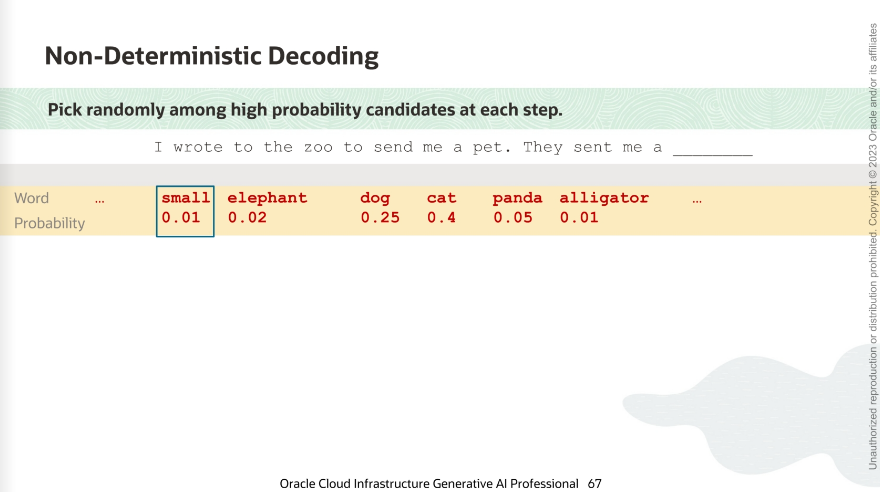 Non-Deterministic Decoding
Pick randomly among high probability candidates at each step.
I wrote to the zoo to send me a pet. They sent me a ________
Word ... small elephant dog cat panda alligator ...
Probability 0.01 0.02 0.25 0.4 0.05 0.01
Oracle Cloud Infrastructure Generative AI Professional 67
Unauthorized reproduction or distribution prohibited. Copyright © 2023 Oracle and/or its affiliates